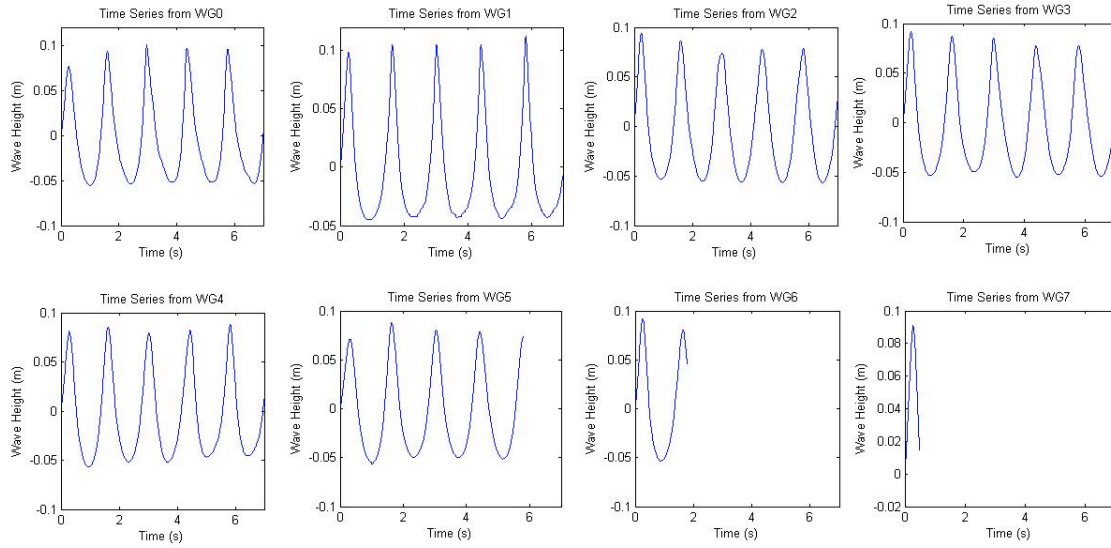 Time Series from WG0
0.1
0.05
0
-0.05
-0.1
0 2 4 6
Time (s)
Wave Height (m)
Time Series from WG1
0.1
0.05
0
-0.05
0 2 4 6
Time (s)
Wave Height (m)
Time Series from WG2
0.1
0.05
0
-0.05
-0.1
0 2 4 6
Time (s)
Wave Height (m)
Time Series from WG3
0.1
0.05
0
-0.05
-0.1
0 2 4 6
Time (s)
Wave Height (m)
Time Series from WG4
0.1
0.05
0
-0.05
-0.1
0 2 4 6
Time (s)
Wave Height (m)
Time Series from WG5
0.1
0.05
0
-0.05
-0.1
0 2 4 6
Time (s)
Wave Height (m)
Time Series from WG6
0.1
0.05
0
-0.05
-0.1
0 2 4 6
Time (s)
Wave Height (m)
Time Series from WG7
0.1
0.08
0.06
0.04
0.02
0
-0.02
0 2 4 6
Time (s)
Wave Height (m)